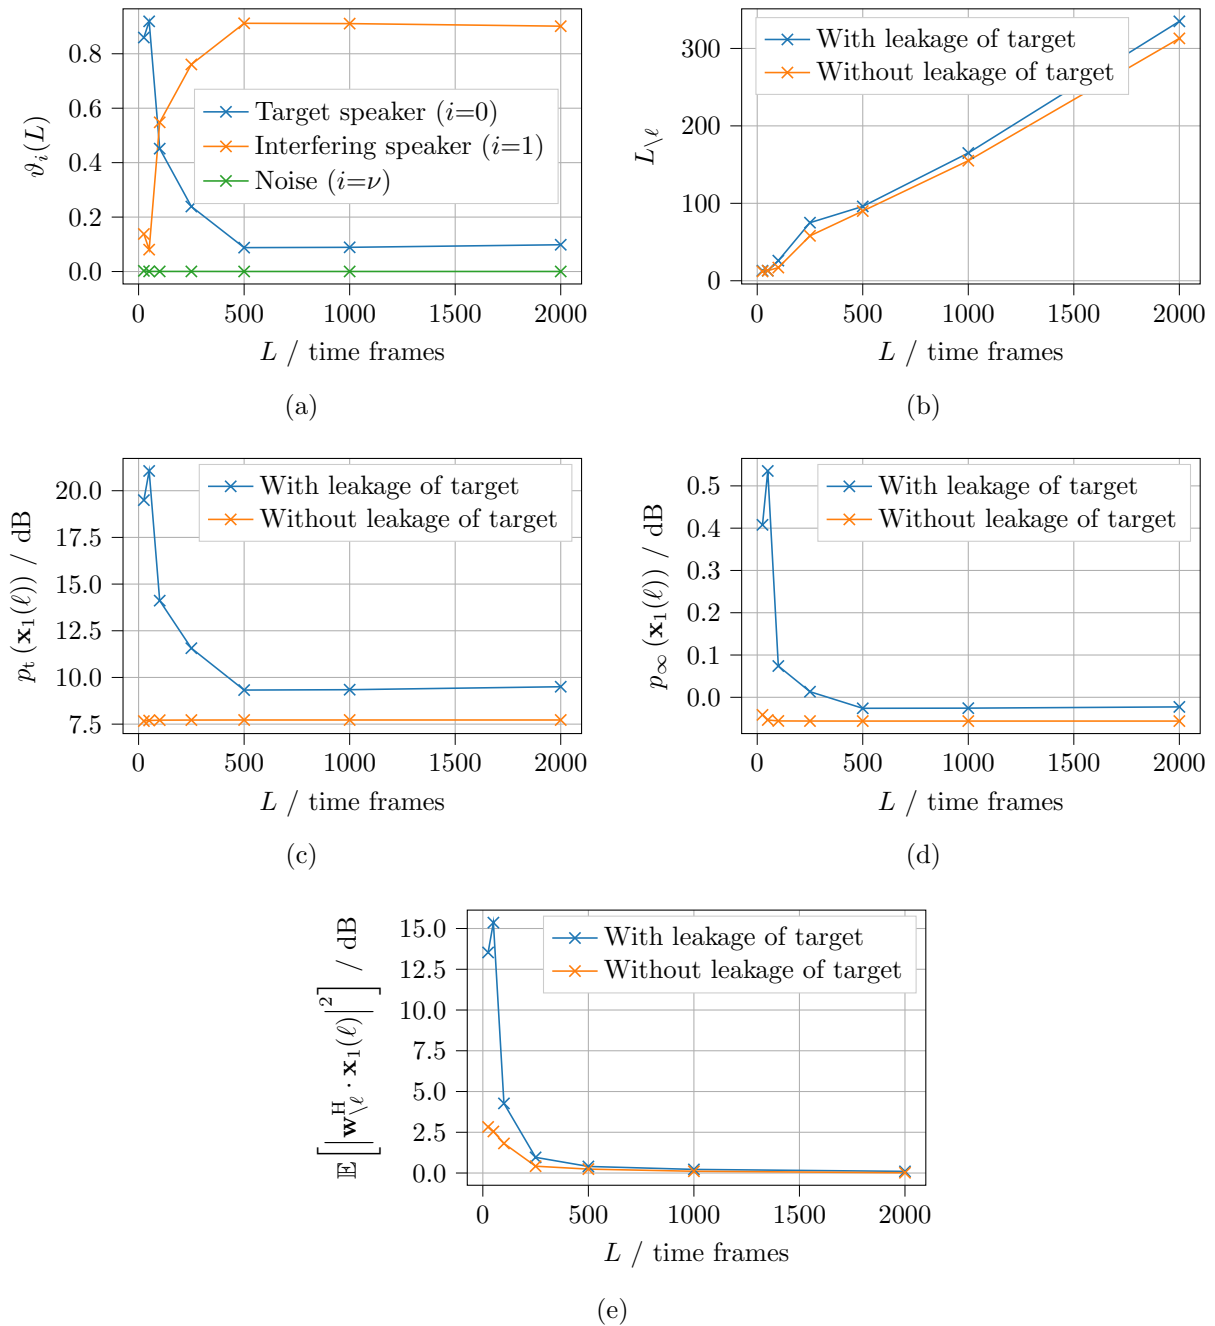 0.8
0.6
0.4
0.2
0.0
ϑi(L)
Target speaker (i=0)
Interfering speaker (i=1)
Noise (i=ν)
0 500 1000 1500 2000
L / time frames
(a)
300
200
100
0
L\ℓ
With leakage of target
Without leakage of target
0 500 1000 1500 2000
L / time frames
(b)
20.0
17.5
15.0
12.5
10.0
7.5
pt (x1(ℓ)) / dB
With leakage of target
Without leakage of target
0 500 1000 1500 2000
L / time frames
(c)
0.5
0.4
0.3
0.2
0.1
0.0
p∞ (x1(ℓ)) / dB
With leakage of target
Without leakage of target
0 500 1000 1500 2000
L / time frames
(d)
15.0
12.5
10.0
7.5
5.0
2.5
0.0
𝔼 [|w\ℓ^H · x1(ℓ)|^2] / dB
With leakage of target
Without leakage of target
0 500 1000 1500 2000
L / time frames
(e)